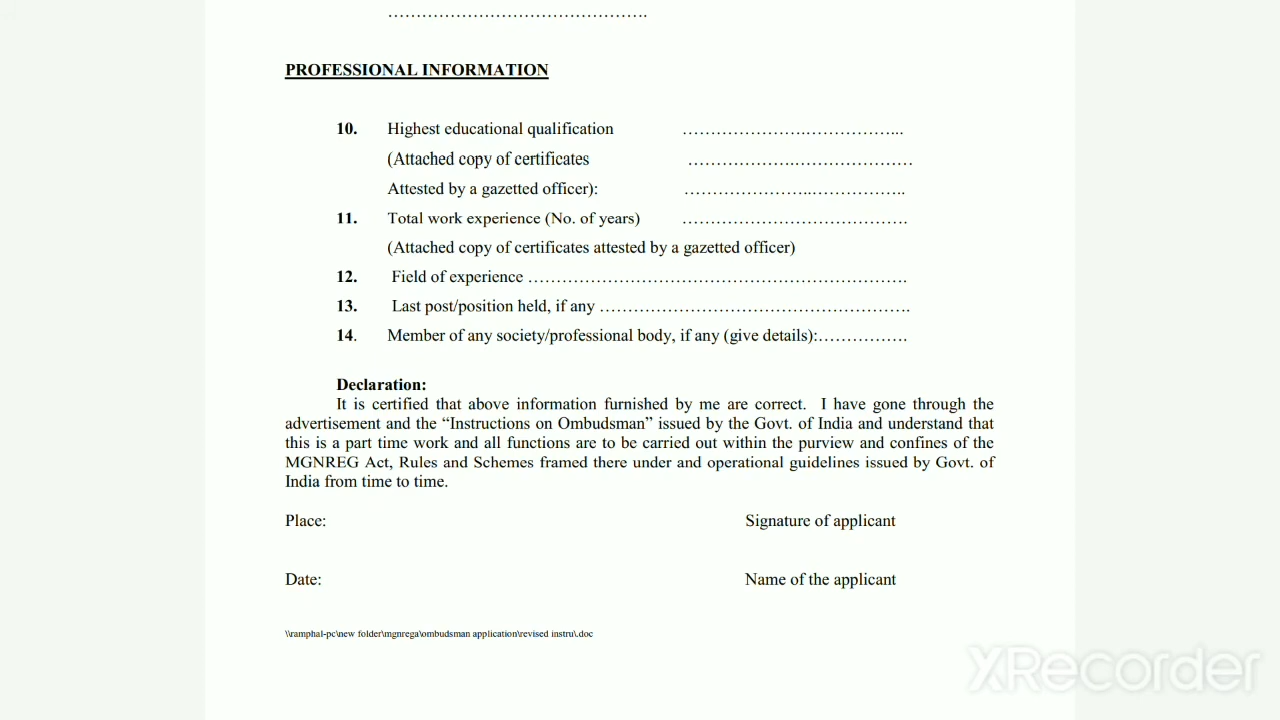 ………………………………………….
PROFESSIONAL INFORMATION
10. Highest educational qualification ………………….……………...
(Attached copy of certificates ……………….…………………
Attested by a gazetted officer): …………………..……………..
11. Total work experience (No. of years) ………………………………….
(Attached copy of certificates attested by a gazetted officer)
12. Field of experience ………………………………………………………….
13. Last post/position held, if any ……………………………………………….
14. Member of any society/professional body, if any (give details):…………….
Declaration:
It is certified that above information furnished by me are correct. I have gone through the
advertisement and the “Instructions on Ombudsman” issued by the Govt. of India and understand that
this is a part time work and all functions are to be carried out within the purview and confines of the
MGNREG Act, Rules and Schemes framed there under and operational guidelines issued by Govt. of
India from time to time.
Place: Signature of applicant
Date: Name of the applicant
\\ramphal-pc\new folder\mgnrega\ombudsman application\revised instru\.doc
XRecorder